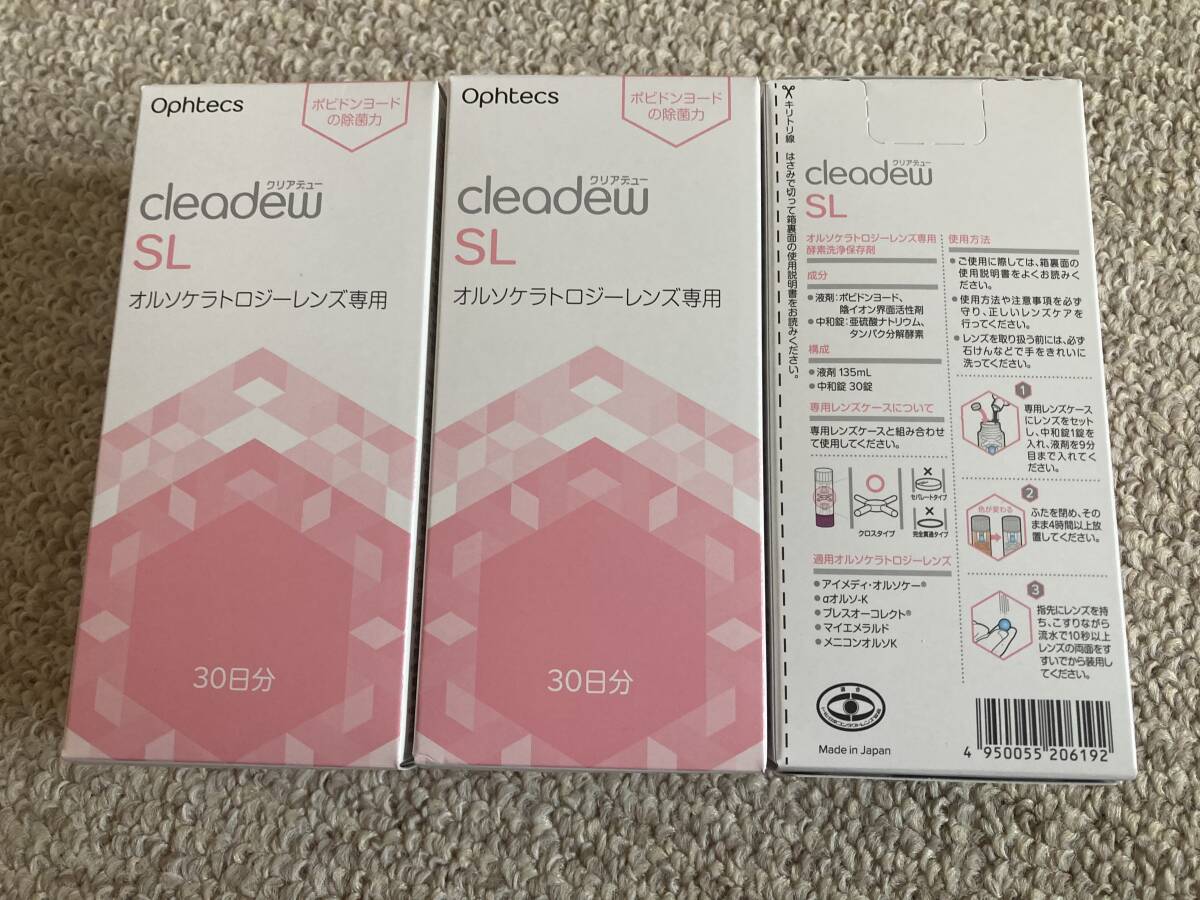 Ophtecs
ポビドンヨード
の除菌力
クリアデュー
cleadew
SL
オルソケラトロジーレンズ専用
30日分
Ophtecs
ポビドンヨード
の除菌力
クリアデュー
cleadew
SL
オルソケラトロジーレンズ専用
30日分
キリトリ線 はさみで切って箱裏面の使用説明書をお読みください。
クリアデュー
cleadew
SL
オルソケラトロジーレンズ専用
酵素洗浄保存剤
成分
●液剤:ポビドンヨード、
陰イオン界面活性剤
●中和錠:亜硫酸ナトリウム、
タンパク分解酵素
構成
●液剤 135mL
●中和錠 30錠
専用レンズケースについて
専用レンズケースと組み合わせ
て使用してください。
クロスタイプ
セパレートタイプ
完全貫通タイプ
適用オルソケラトロジーレンズ
●アイメディ・オルソケー®
●αオルソ-K
●ブレスオーコレクト®
●マイエメラルド
●メニコンオルソK
適合
Made in Japan
使用方法
●ご使用に際しては、箱裏面の
使用説明書をよくお読みく
ださい。
●使用方法や注意事項を必ず
守り、正しいレンズケアを
行ってください。
●レンズを取り扱う前には、必ず
石けんなどで手をきれいに
洗ってください。
1
専用レンズケース
にレンズをセット
し、中和錠1錠を
入れ、液剤を9分
目まで入れてく
ださい。
2
色が変わる
ふたを閉め、その
まま4時間以上放
置してください。
3
指先にレンズを持
ち、こすりながら
流水で10秒以上
レンズの両面をす
すいでから装用し
てください。
4 950055 206192